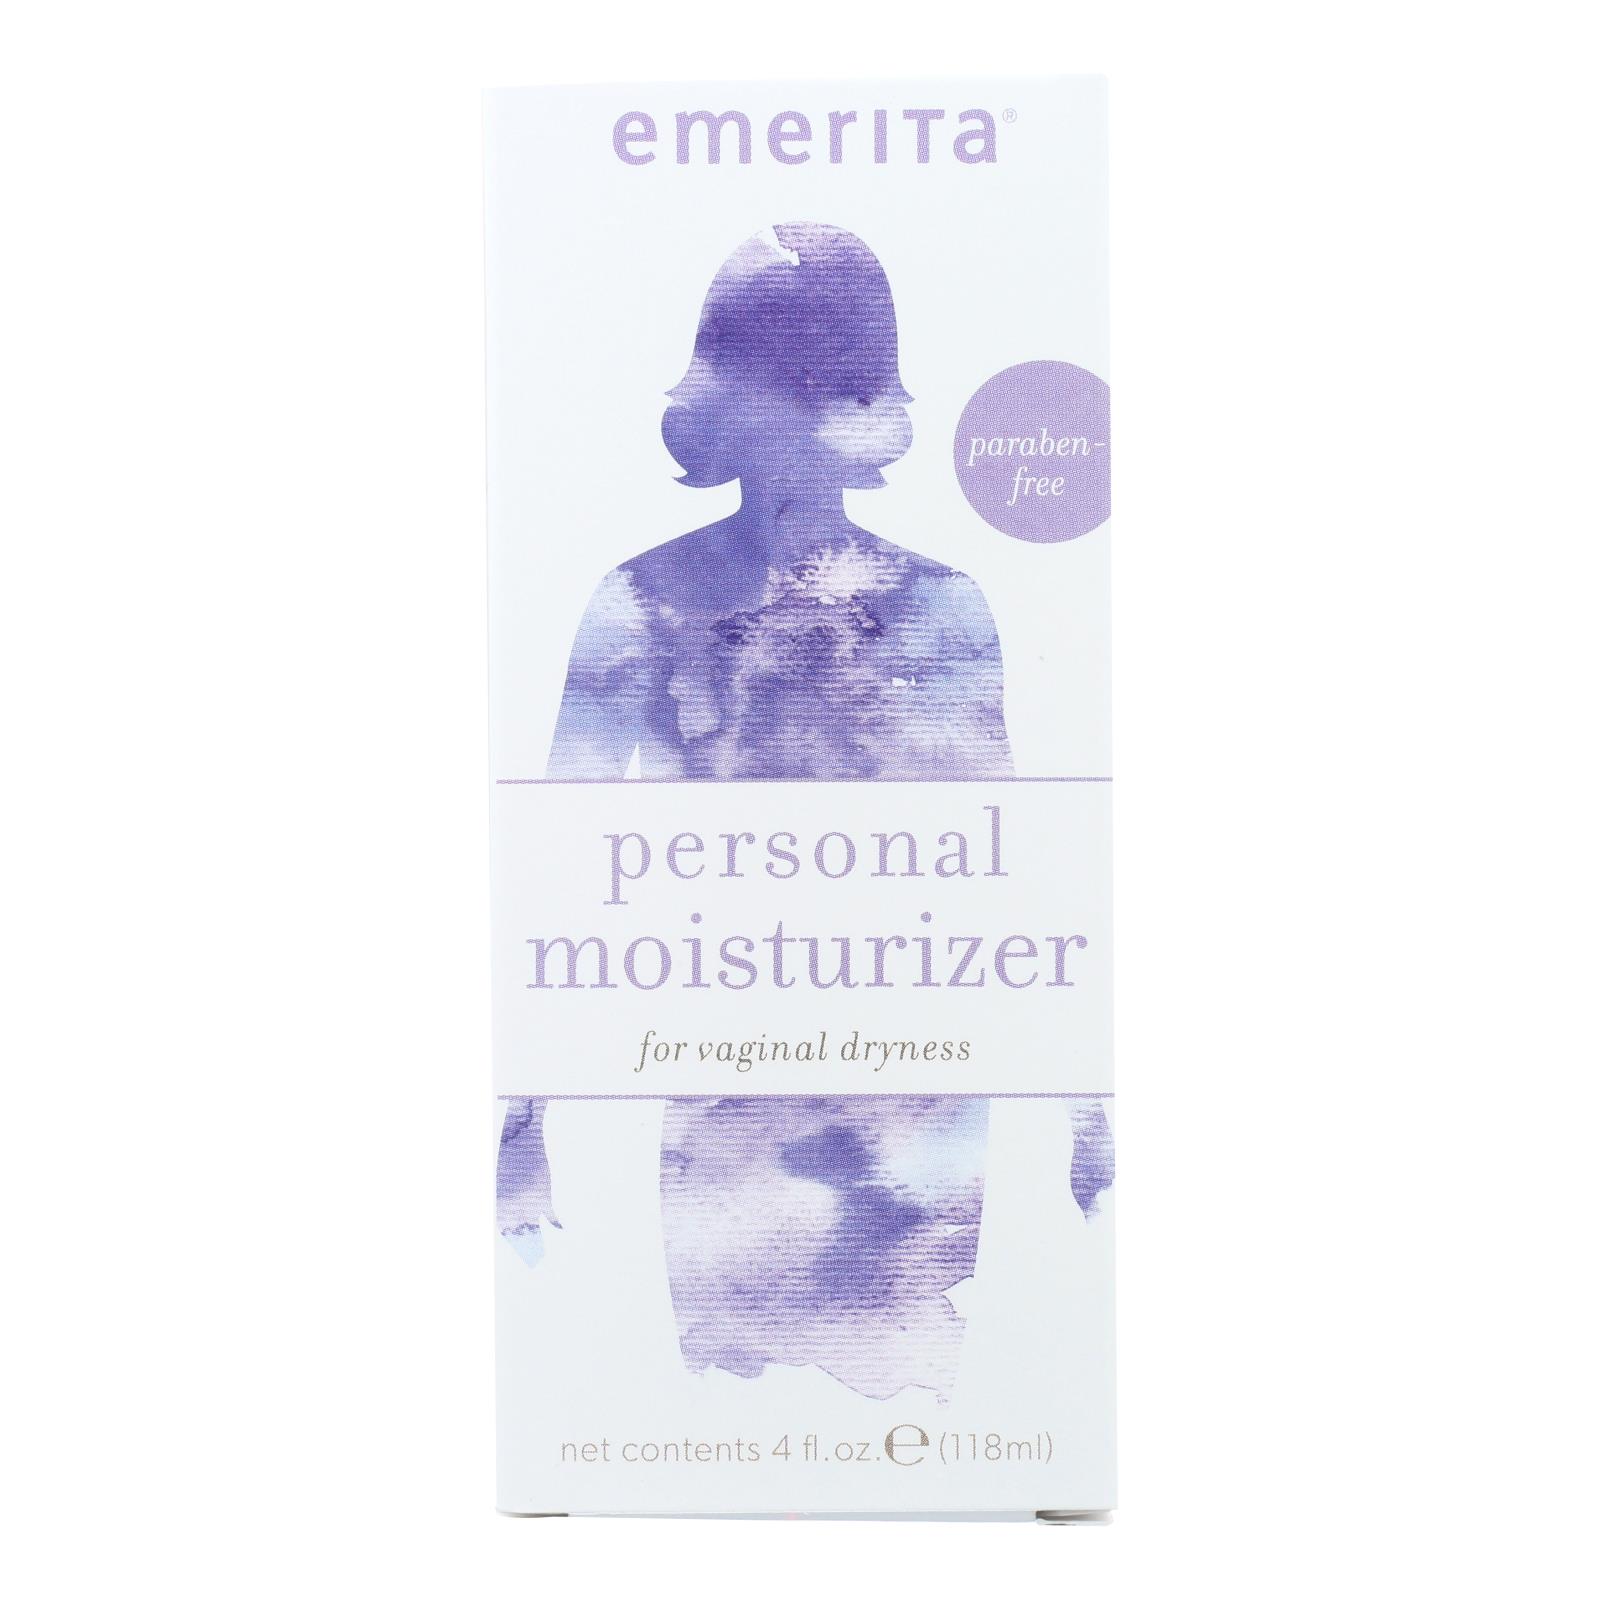 emerITa®
paraben-
free
personal
moisturizer
for vaginal dryness
net contents 4 fl.oz. ℮ (118ml)